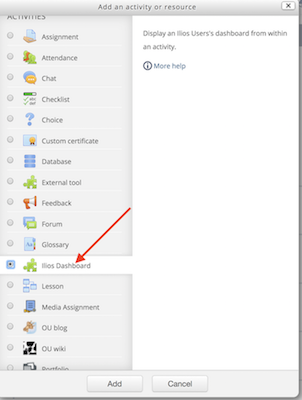 Add an activity or resource
ACTIVITIES
Assignment
Attendance
Chat
Checklist
Choice
Custom certificate
Database
External tool
Feedback
Forum
Glossary
Ilios Dashboard
Lesson
Media Assignment
OU blog
OU wiki
Portfolio
Display an Ilios Users's dashboard from within
an activity.
More help
Add
Cancel